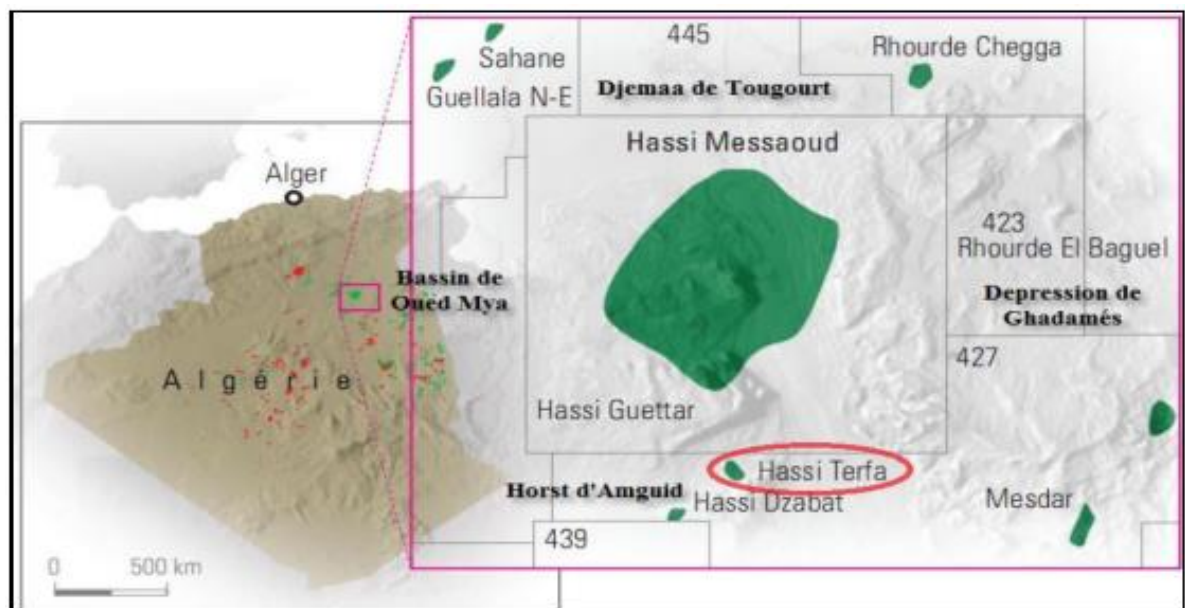 Alger
Algérie
0 500 km
Sahane
Guellala N-E
445
Djemaa de Tougourt
Rhourde Chegga
Hassi Messaoud
423
Rhourde El Baguel
Bassin de
Oued Mya
Depression de
Ghadamés
427
Hassi Guettar
Hassi Terfa
Horst d'Amguid
Hassi Dzabat
Mesdar
439